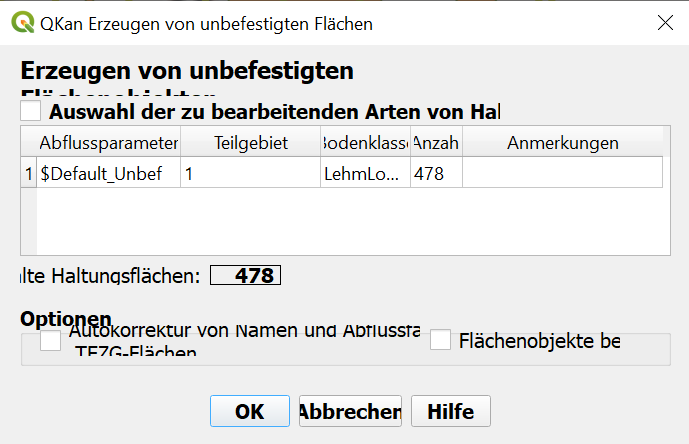 QKan Erzeugen von unbefestigten Flächen
Erzeugen von unbefestigten
Flächenobjekten
Auswahl der zu bearbeitenden Arten von Hal
Abflussparameter Teilgebiet Bodenklasse Anzah Anmerkungen
1 $Default_Unbef 1 LehmLo... 478
lte Haltungsflächen: 478
Optionen
Autokorrektur von Namen und Abflussfa
TEZG-Flächen
Flächenobjekte be
OK Abbrechen Hilfe